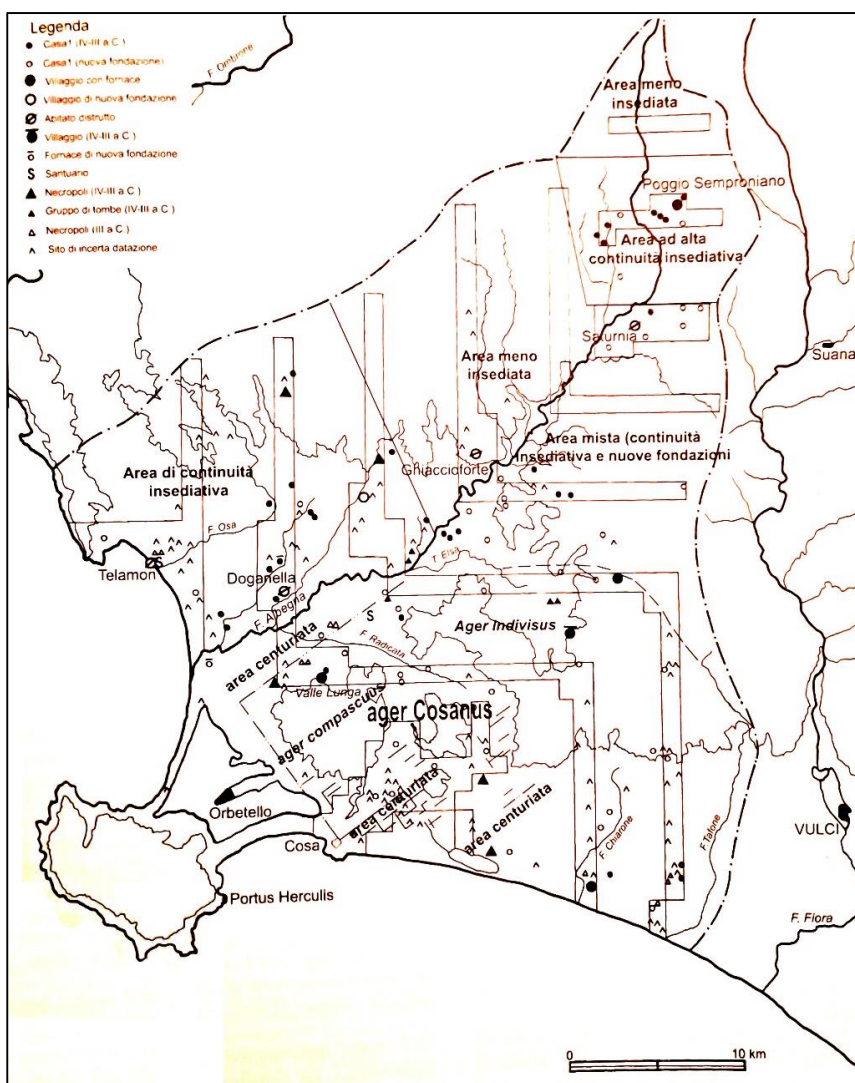 Legenda
Casa1 (IV-III a C.)
Casa1 (nuova fondazione)
Villaggio con fornace
Villaggio di nuova fondazione
Abitato distrutto
Villaggio (IV-III a C.)
Fornace di nuova fondazione
S Santuario
Necropoli (IV-III a C.)
Gruppo di tombe (IV-III a C.)
Necropoli (III a C.)
Sito di incerta datazione
F. Ombrone
Area meno
insediata
Poggio Semproniano
Area ad alta
continuità insediativa
Saturnia
Suana
Area meno
insediata
Area mista (continuità
insediativa e nuove fondazioni
Ghiaccioforte
Area di continuità
insediativa
F. Osa
Telamon
S
Doganella
F. Albegna
T. Elsa
S
Ager Indivisus
F. Radicata
area centuriata
Valle Lunga
ager compascuus
ager Cosanus
area centuriata
area centuriata
Orbetello
Cosa
Portus Herculis
F. Chiarone
F. Tafone
VULCI
F. Fiora
0 10 km